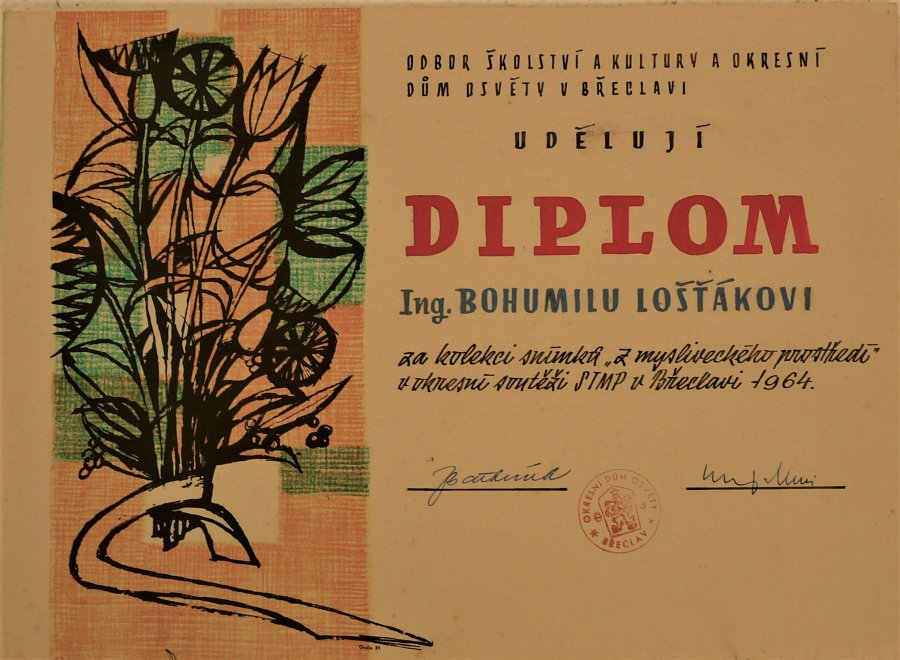 ODBOR ŠKOLSTVÍ A KULTURY A OKRESNÍ
DŮM OSVĚTY V BŘECLAVI
UDĚLUJÍ
DIPLOM
Ing. BOHUMILU LOŠŤÁKOVI
za kolekci snímků „Z mysliveckého prostředí"
v okresní soutěži STMP v Břeclavi 1964.
OKRESNÍ DŮM OSVĚTY
* BŘECLAV *